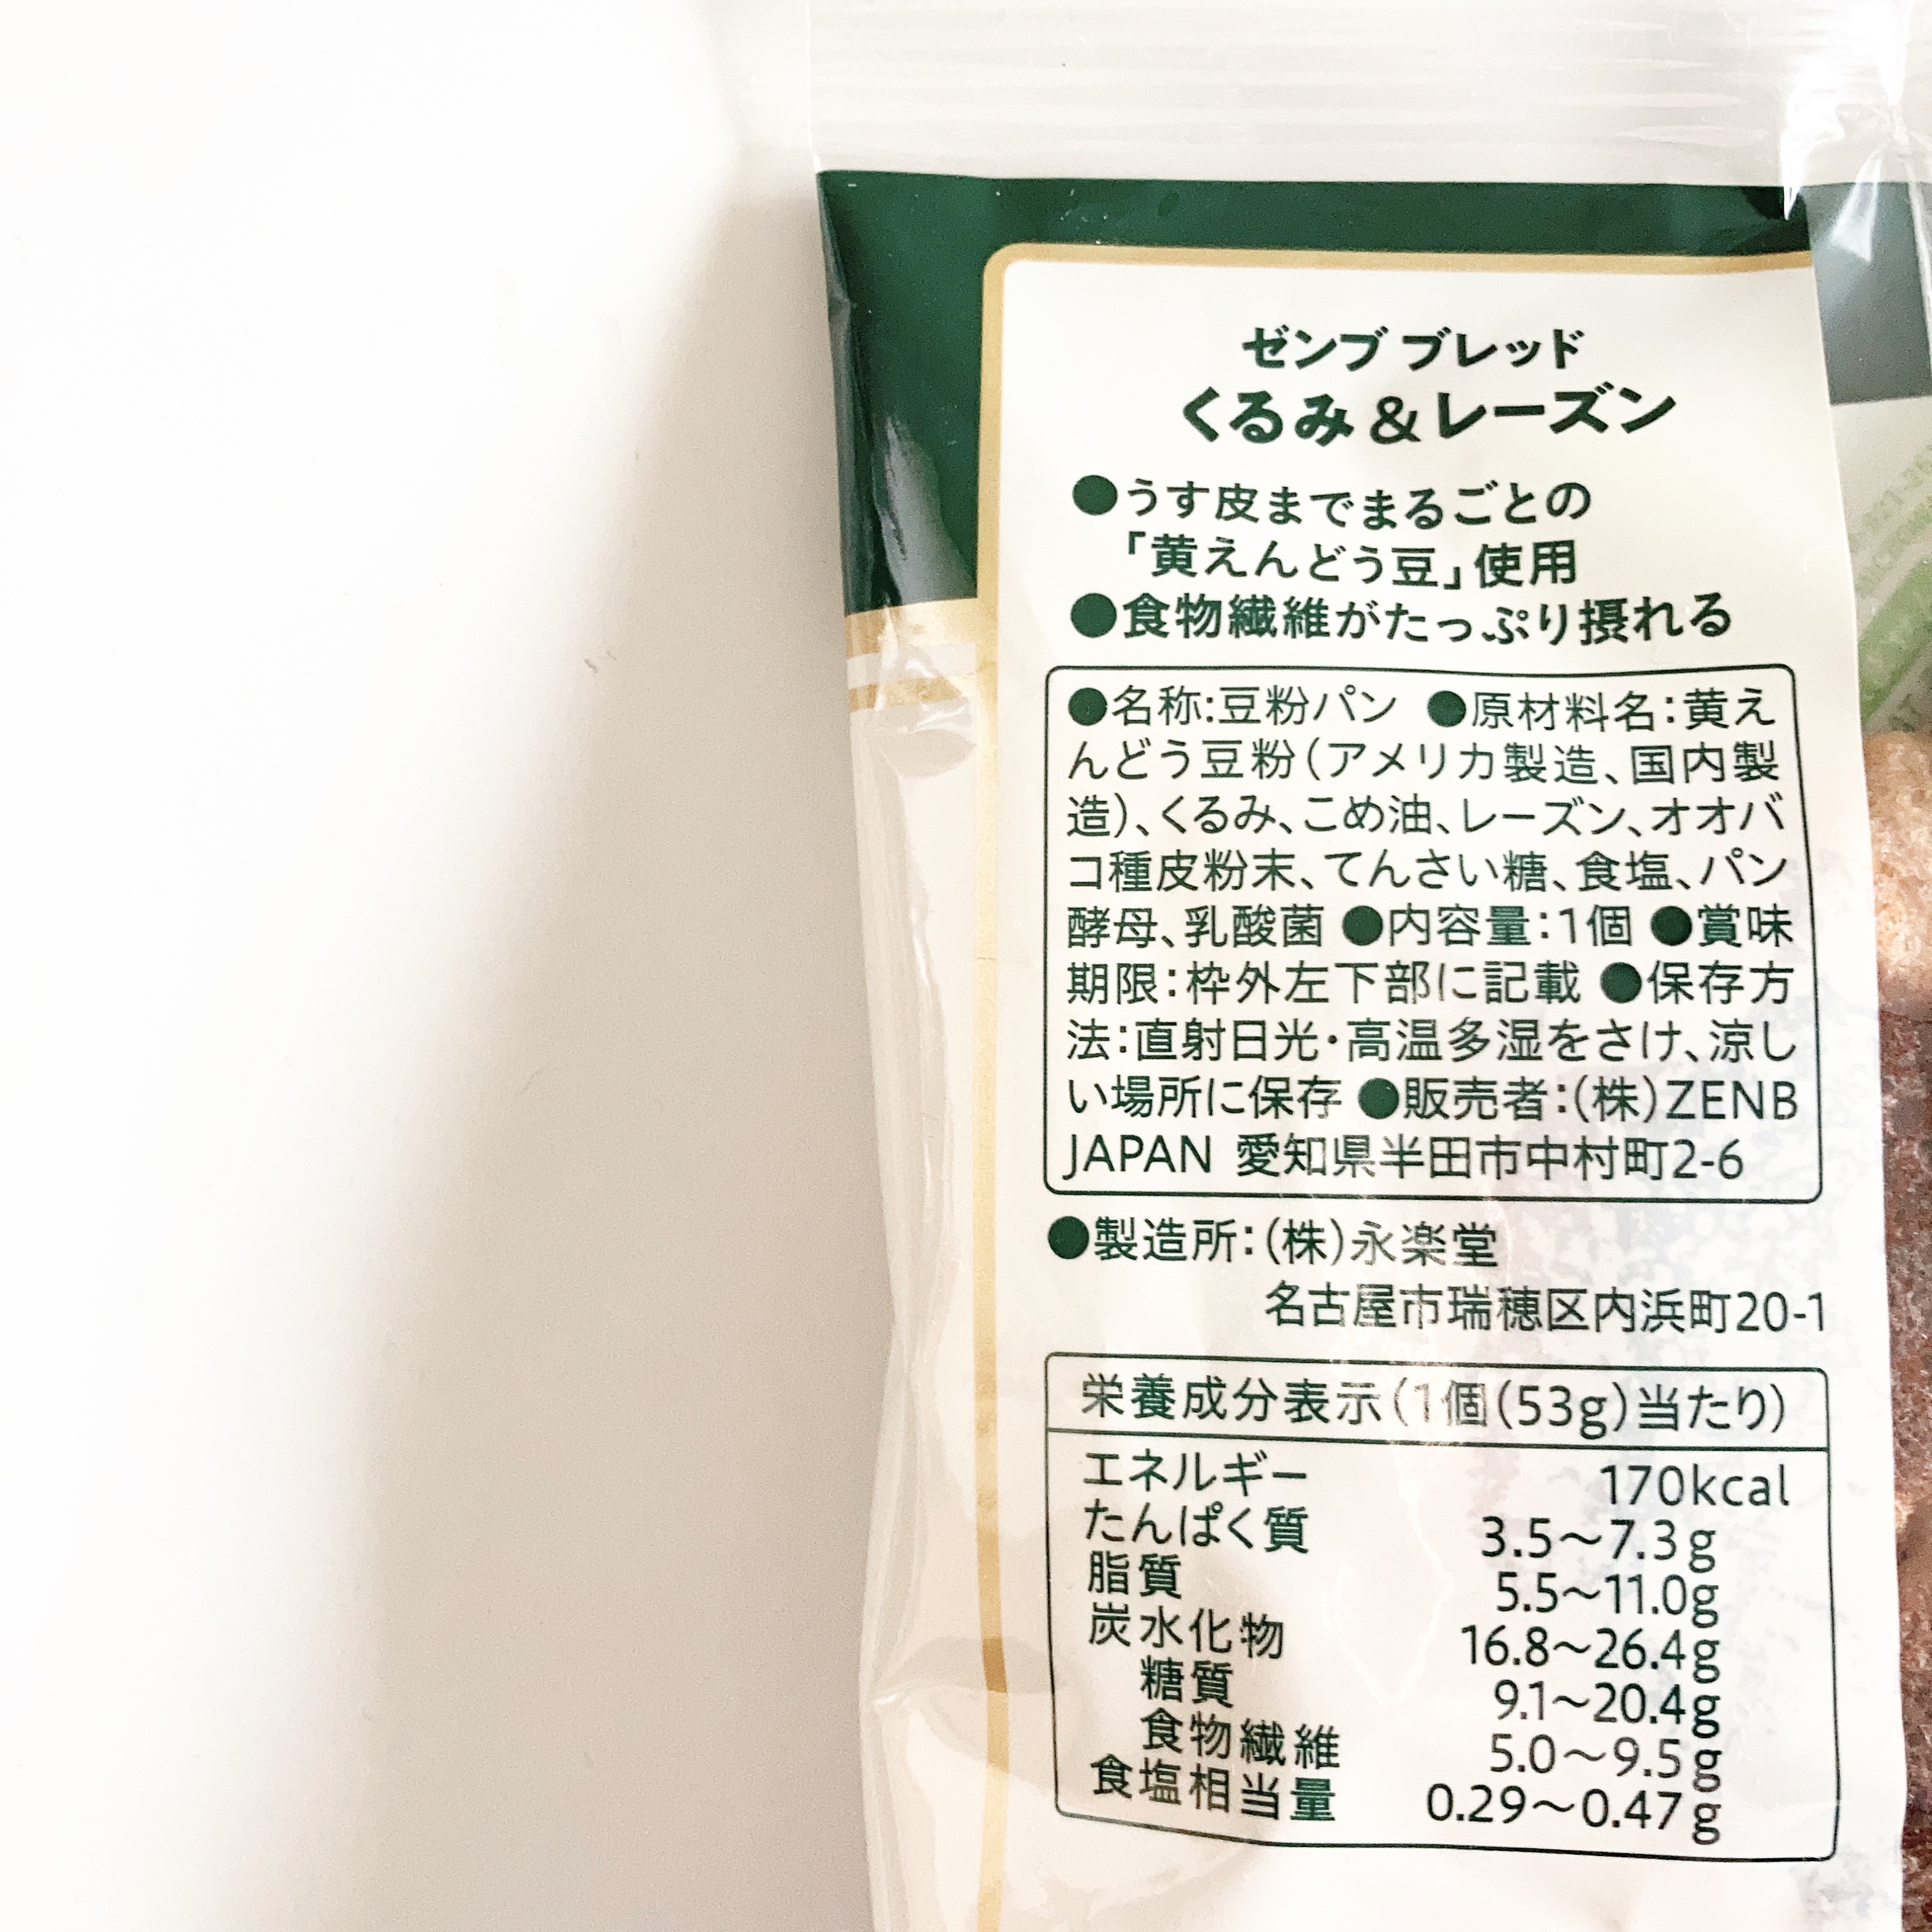 ゼンブ ブレッド
くるみ&レーズン
●うす皮までまるごとの
「黄えんどう豆」使用
●食物繊維がたっぷり摂れる
●名称:豆粉パン ●原材料名:黄え
んどう豆粉(アメリカ製造、国内製
造)、くるみ、こめ油、レーズン、オオバ
コ種皮粉末、てんさい糖、食塩、パン
酵母、乳酸菌 ●内容量:1個 ●賞味
期限:枠外左下部に記載 ●保存方
法:直射日光・高温多湿をさけ、涼し
い場所に保存 ●販売者:(株)ZENB
JAPAN 愛知県半田市中村町2-6
●製造所:(株)永楽堂
名古屋市瑞穂区内浜町20-1
栄養成分表示(1個(53g)当たり)
エネルギー 170kcal
たんぱく質 3.5〜7.3g
脂質 5.5〜11.0g
炭水化物 16.8〜26.4g
糖質 9.1〜20.4g
食物繊維 5.0〜9.5g
食塩相当量 0.29〜0.47g